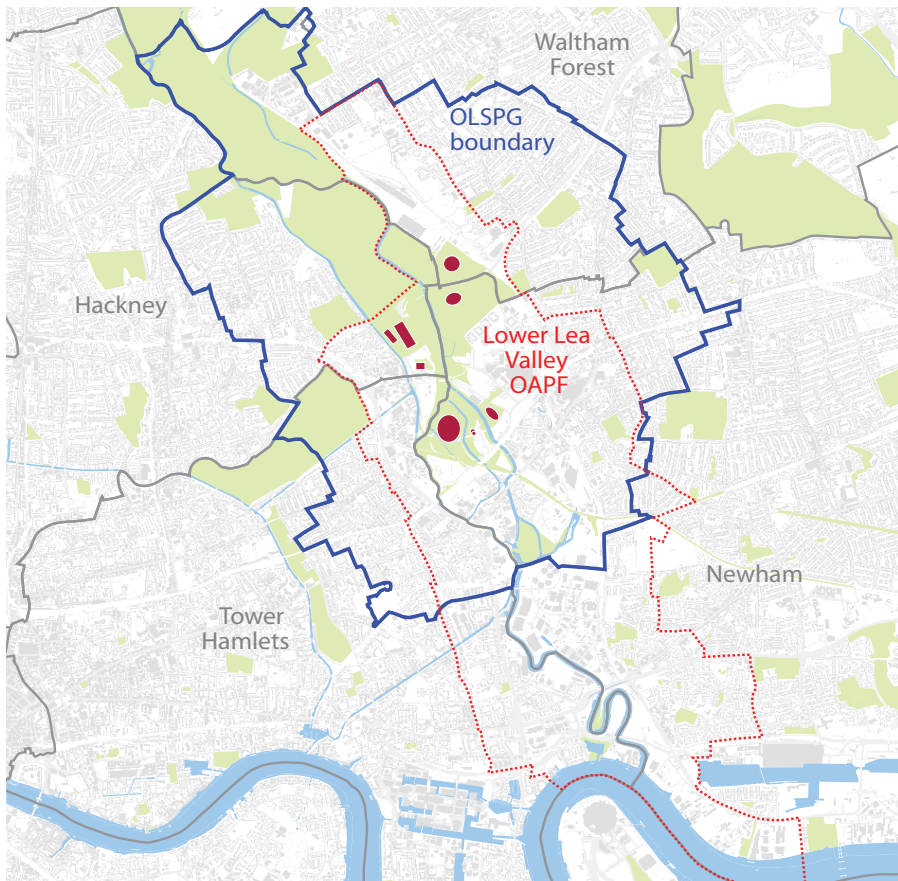 Waltham
Forest
OLSPG
boundary
Hackney
Lower Lea
Valley
OAPF
Newham
Tower
Hamlets